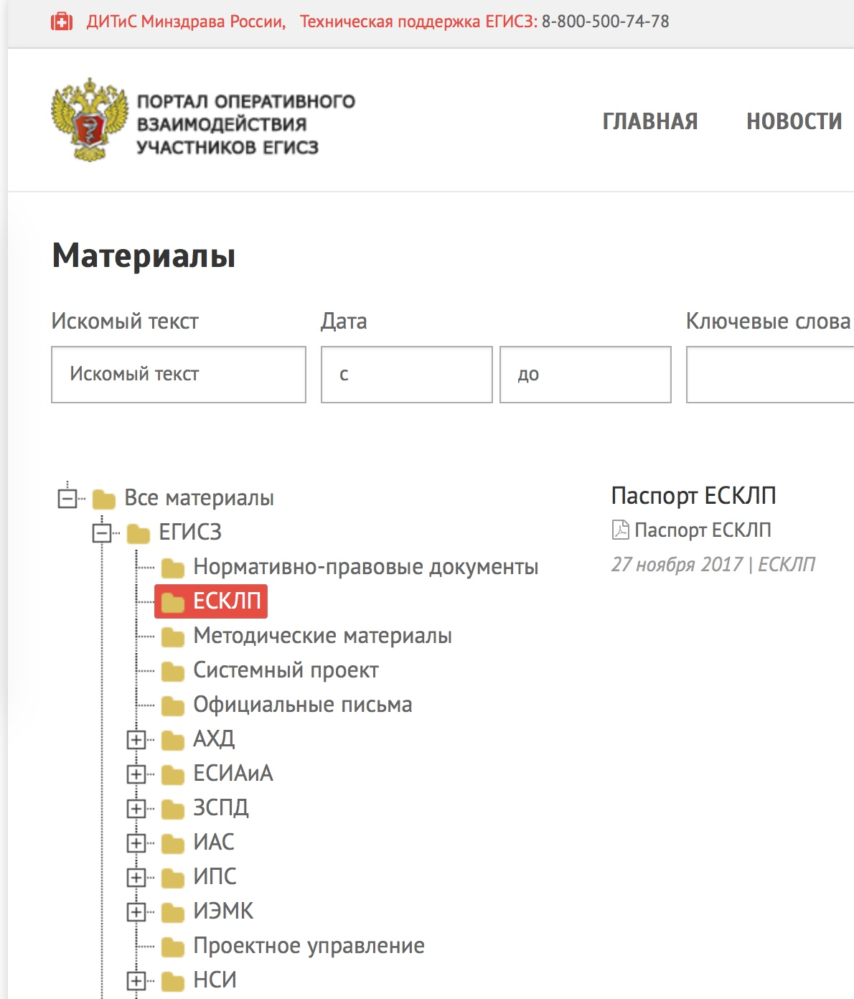 ДИТиС Минздрава России, Техническая поддержка ЕГИСЗ: 8-800-500-74-78
ПОРТАЛ ОПЕРАТИВНОГО
ВЗАИМОДЕЙСТВИЯ
УЧАСТНИКОВ ЕГИСЗ
ГЛАВНАЯ НОВОСТИ
Материалы
Искомый текст Дата Ключевые слова
Искомый текст с до
Все материалы
ЕГИСЗ
Нормативно-правовые документы
ЕСКЛП
Методические материалы
Системный проект
Официальные письма
АХД
ЕСИАиА
ЗСПД
ИАС
ИПС
ИЭМК
Проектное управление
НСИ
Паспорт ЕСКЛП
Паспорт ЕСКЛП
27 ноября 2017 | ЕСКЛП